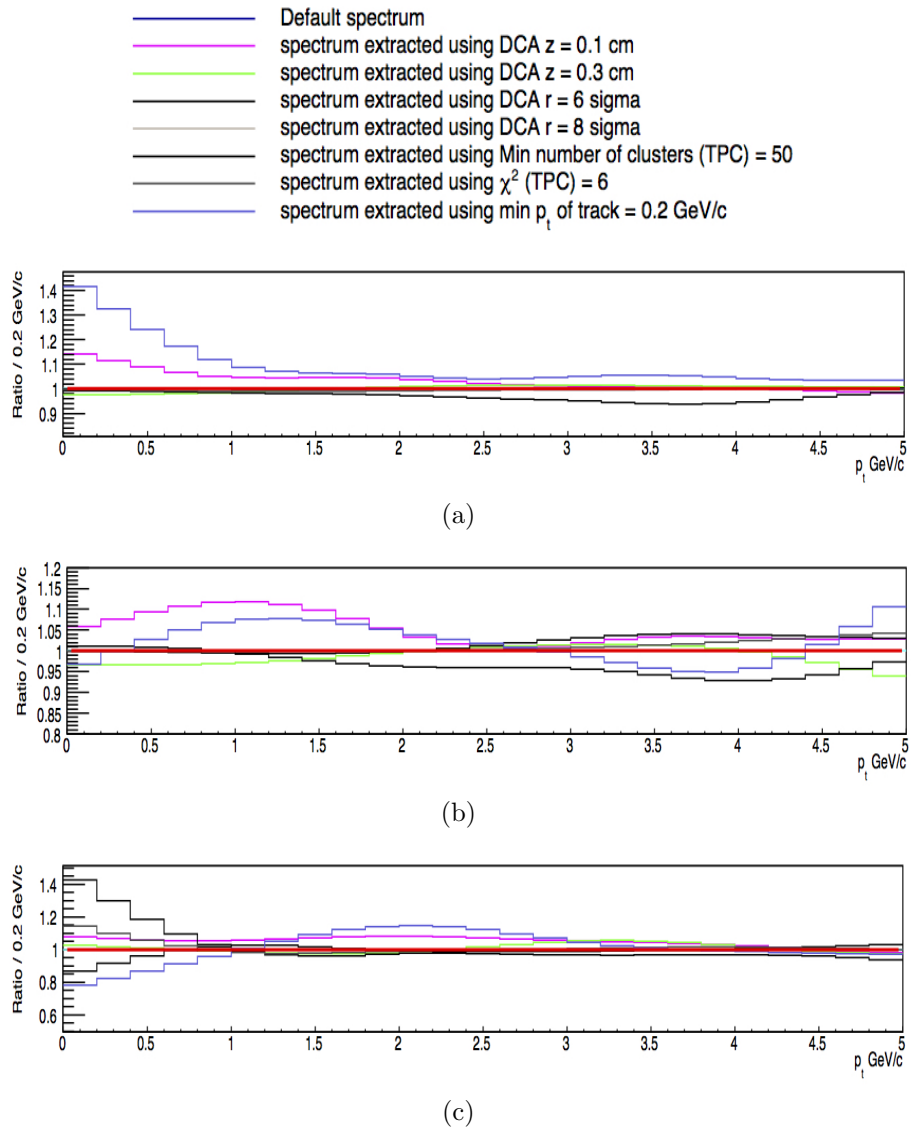 Default spectrum
spectrum extracted using DCA z = 0.1 cm
spectrum extracted using DCA z = 0.3 cm
spectrum extracted using DCA r = 6 sigma
spectrum extracted using DCA r = 8 sigma
spectrum extracted using Min number of clusters (TPC) = 50
spectrum extracted using χ² (TPC) = 6
spectrum extracted using min p_t of track = 0.2 GeV/c
Ratio / 0.2 GeV/c
1.4
1.3
1.2
1.1
1
0.9
0 0.5 1 1.5 2 2.5 3 3.5 4 4.5 5
p_t GeV/c
(a)
Ratio / 0.2 GeV/c
1.2
1.15
1.1
1.05
1
0.95
0.9
0.85
0.8
0 0.5 1 1.5 2 2.5 3 3.5 4 4.5 5
p_t GeV/c
(b)
Ratio / 0.2 GeV/c
1.4
1.2
1
0.8
0.6
0 0.5 1 1.5 2 2.5 3 3.5 4 4.5 5
p_t GeV/c
(c)